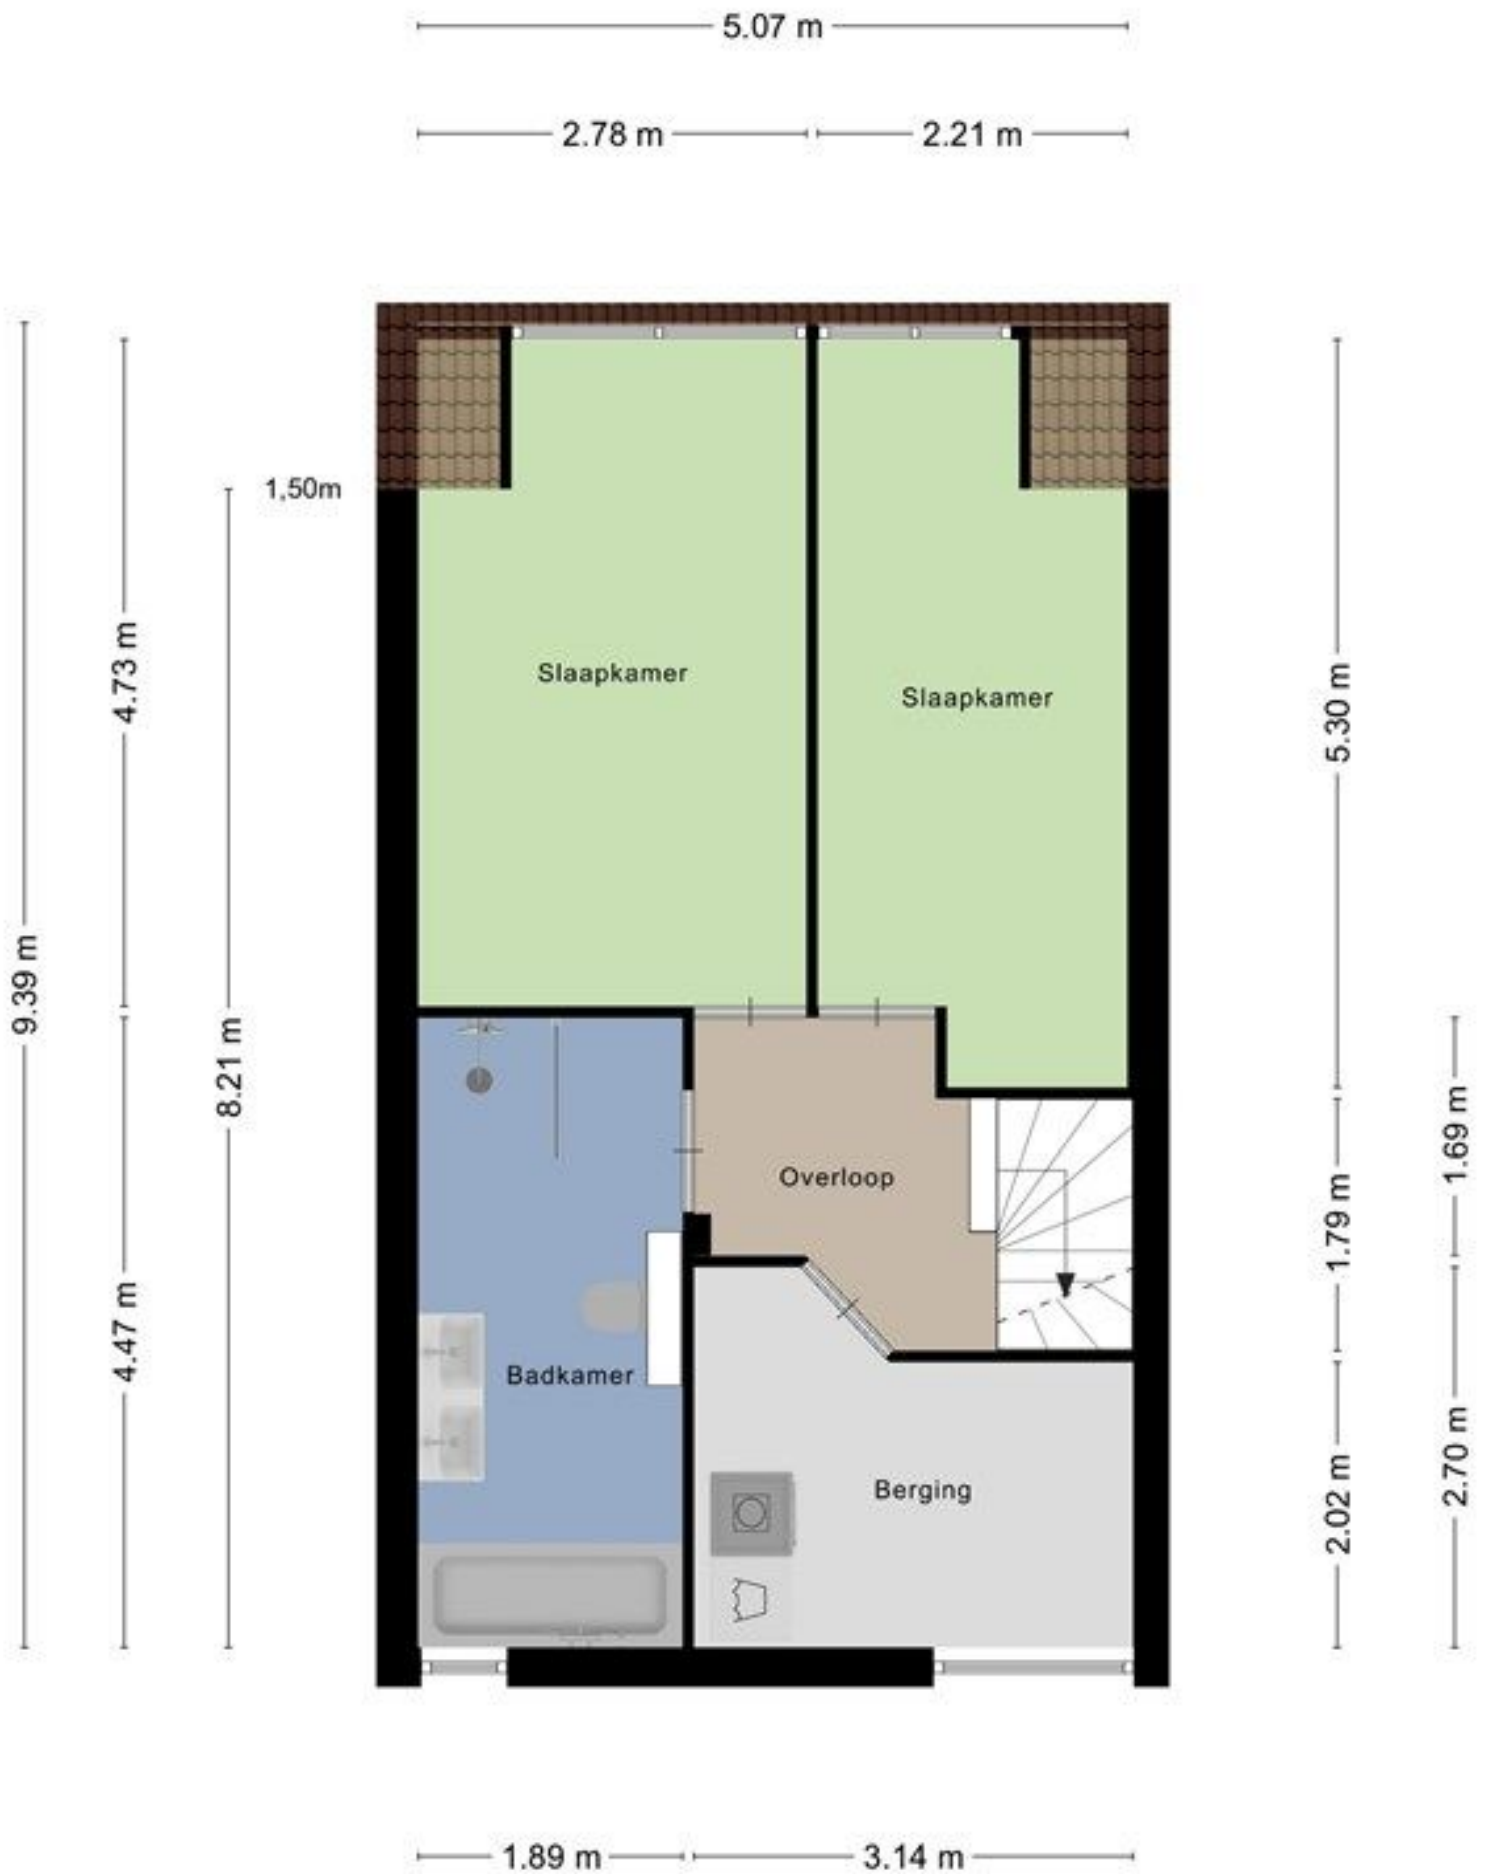 5.07 m
2.78 m
2.21 m
1,50m
4.73 m
Slaapkamer
Slaapkamer
5.30 m
9.39 m
8.21 m
1.69 m
Overloop
1.79 m
4.47 m
Badkamer
2.70 m
Berging
2.02 m
1.89 m
3.14 m